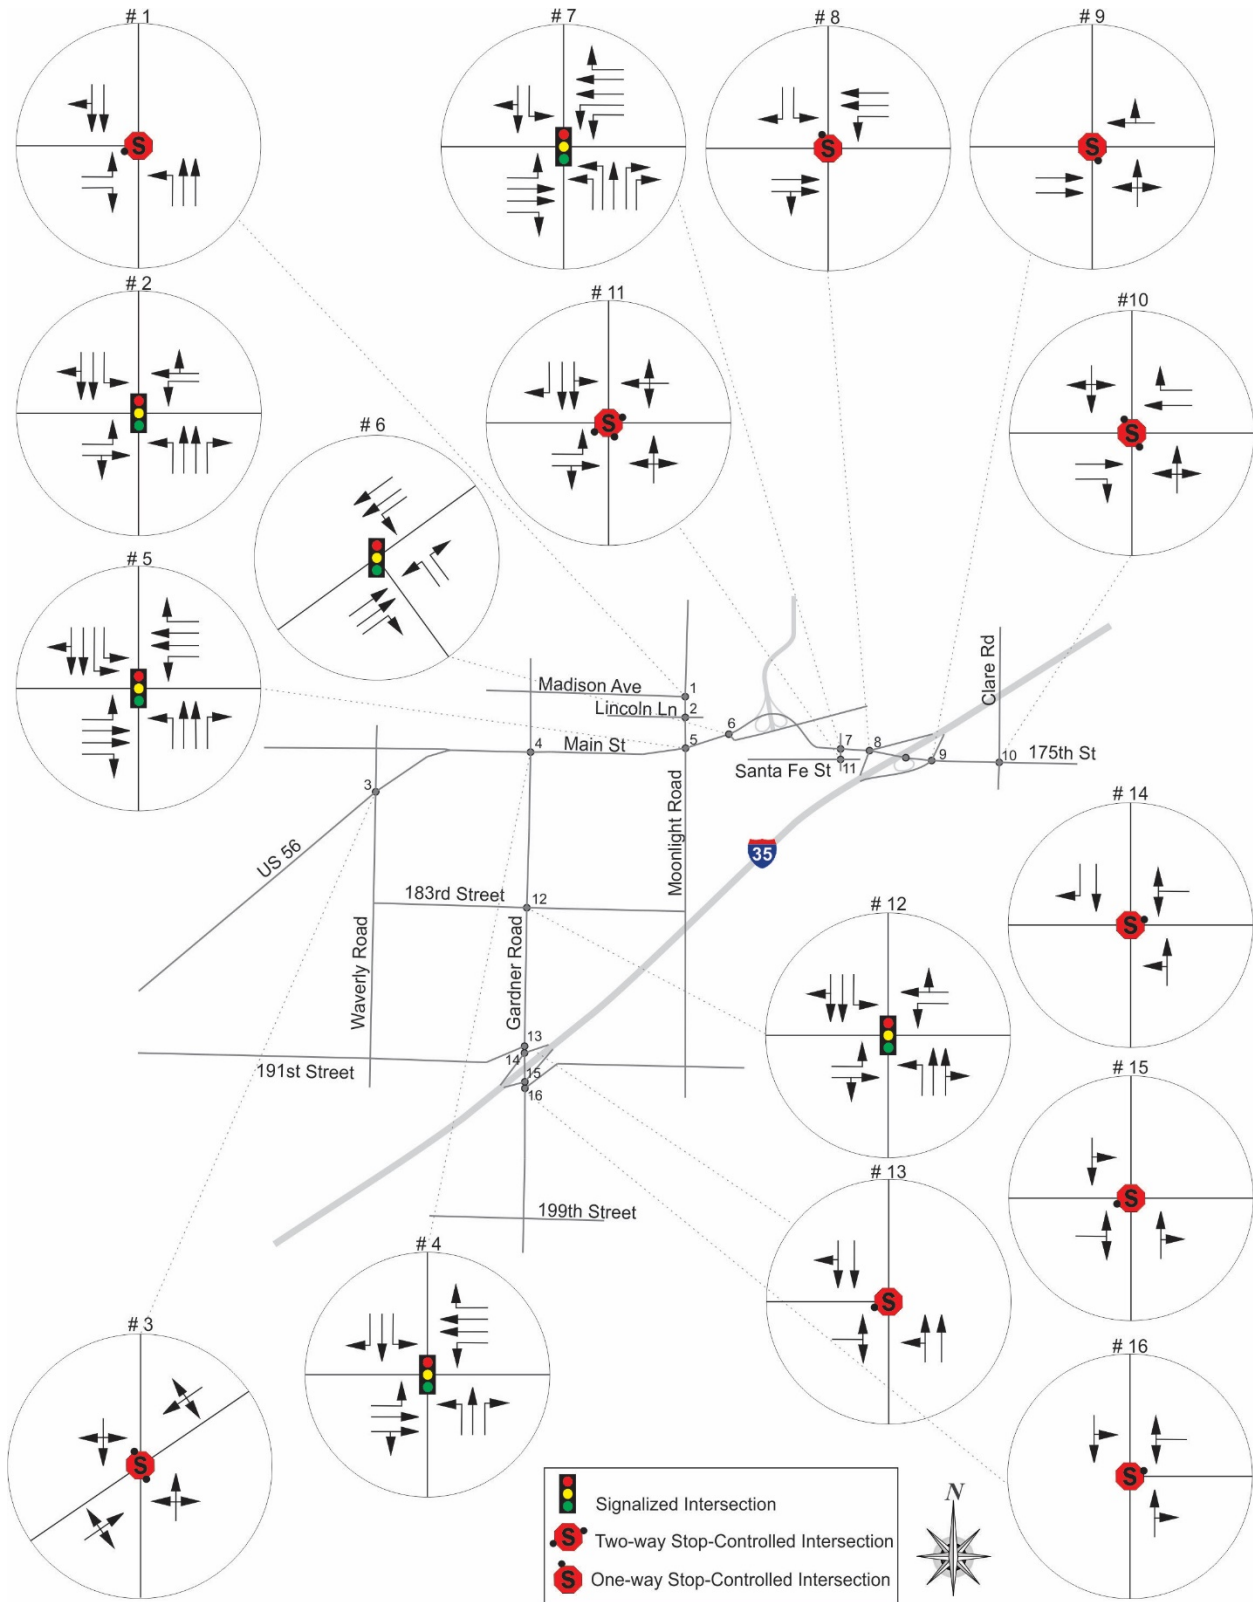 # 1
# 7
# 8
# 9
S
S
S
# 2
# 11
#10
# 6
S
S
# 5
Madison Ave
1
Clare Rd
Lincoln Ln
2
6
4
Main St
5
7
8
9
10
175th St
Santa Fe St
11
3
# 14
Moonlight Road
US 56
35
183rd Street
12
# 12
S
Waverly Road
Gardner Road
13
14
191st Street
15
16
# 15
# 13
S
199th Street
# 4
S
# 3
# 16
S
S
Signalized Intersection
N
S Two-way Stop-Controlled Intersection
S One-way Stop-Controlled Intersection